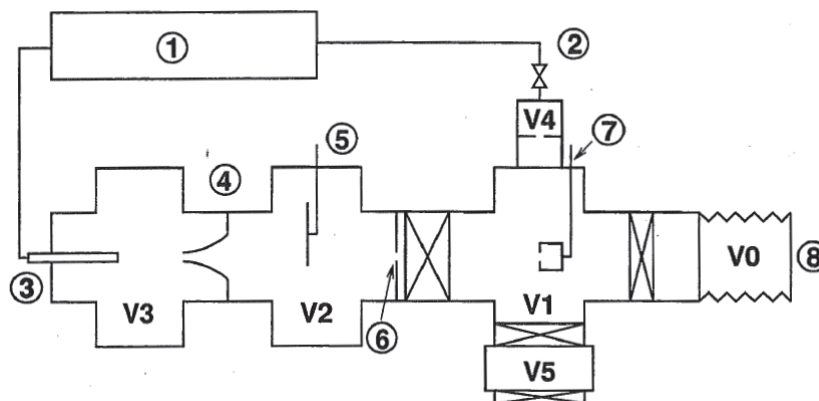 ①
②
V4
⑦
⑤
④
③
V3
V2
⑥
V1
V0
⑧
V5